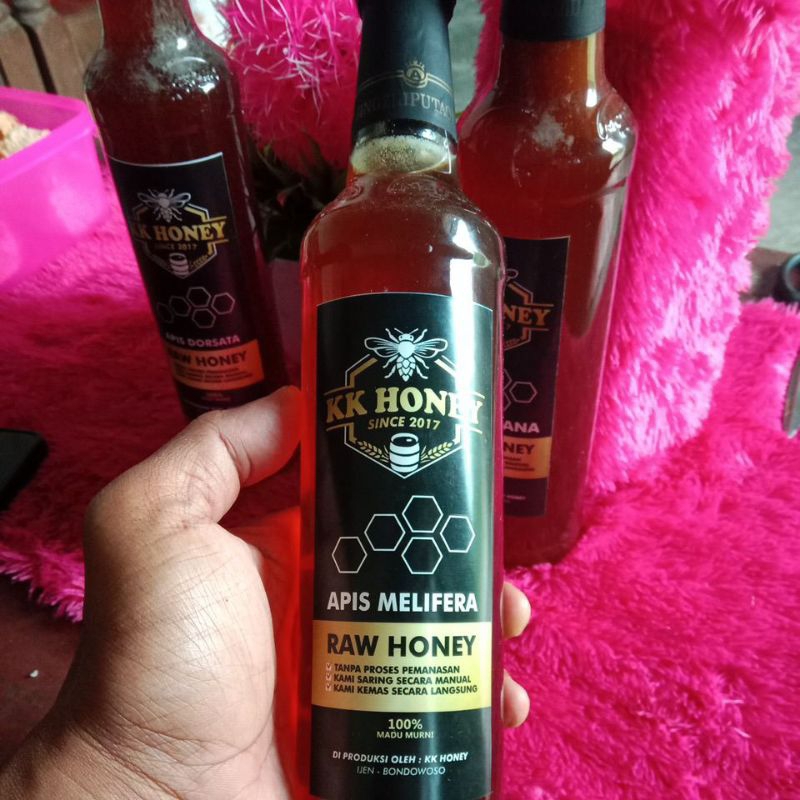 KK HONEY
SINCE 2017
APIS MELIFERA
RAW HONEY
TANPA PROSES PEMANASAN
KAMI SARING SECARA MANUAL
KAMI KEMAS SECARA LANGSUNG
100%
MADU MURNI
DI PRODUKSI OLEH : KK HONEY
IJEN - BONDOWOSO
KK HONEY
SINCE 2017
APIS DORSATA
RAW HONEY